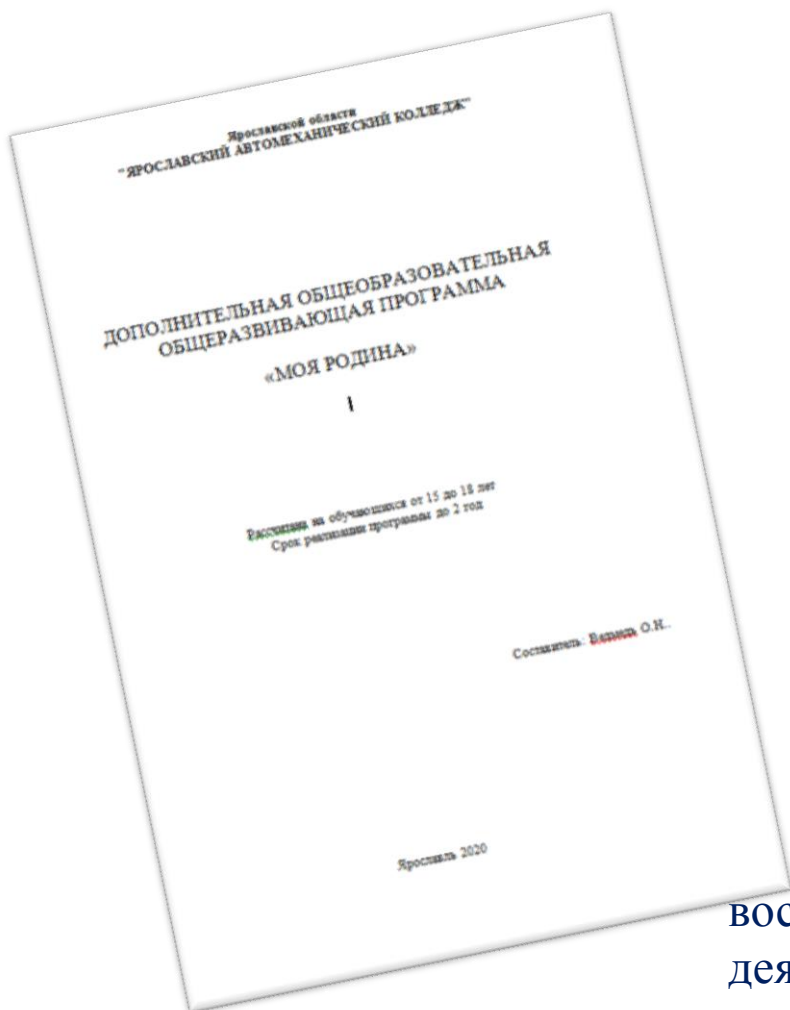 Ярославской области
"ЯРОСЛАВСКИЙ АВТОМЕХАНИЧЕСКИЙ КОЛЛЕДЖ"
ДОПОЛНИТЕЛЬНАЯ ОБЩЕОБРАЗОВАТЕЛЬНАЯ
ОБЩЕРАЗВИВАЮЩАЯ ПРОГРАММА
«МОЯ РОДИНА»
Рассчитана на обучающихся от 15 до 18 лет
Срок реализации программы до 2 год
Составитель: О.Н..
Ярославль 2020
вос
дея